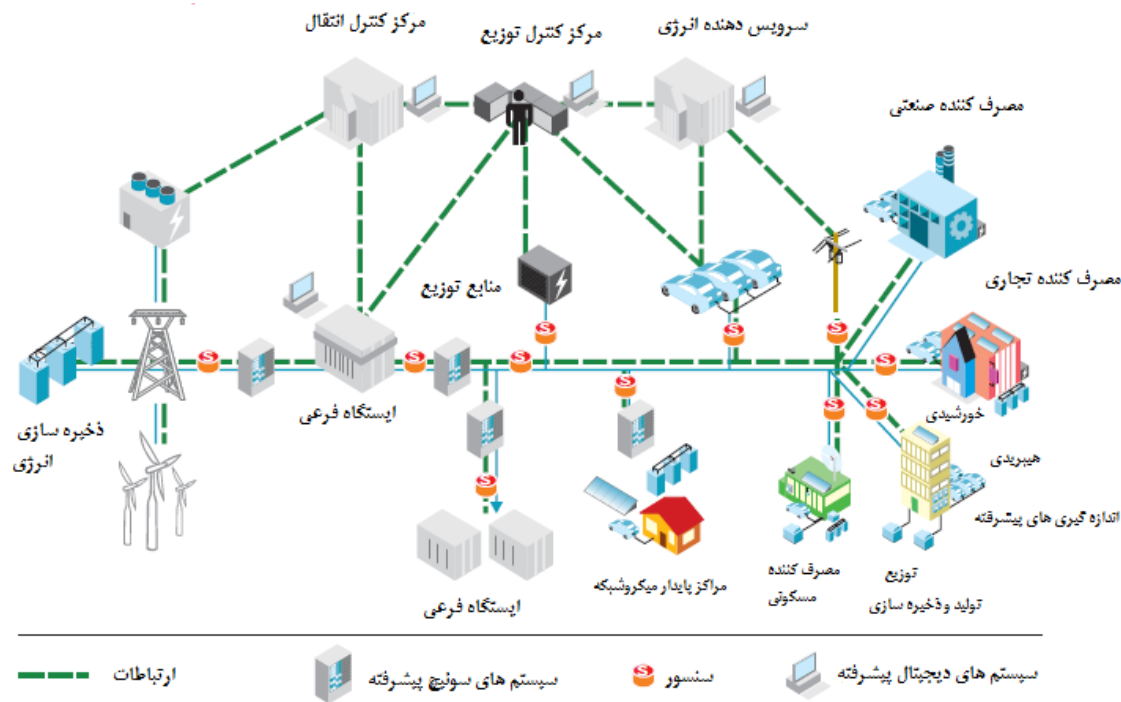 سرویس دهنده انرژی
مرکز کنترل توزیع
مرکز کنترل انتقال
مصرف کننده صنعتی
منابع توزیع
مصرف کننده تجاری
ایستگاه فرعی
خورشیدی
ذخیره سازی
انرژی
هیبریدی
اندازه گیری های پیشرفته
مراکز پایدار میکروشبکه
مصرف کننده
مسکونی
توزیع
تولید و ذخیره سازی
ایستگاه فرعی
S
S
S
S
S
S
S
S
S
S
S
ارتباطات
سیستم های سوئیچ پیشرفته
S
سنسور
سیستم های دیجیتال پیشرفته